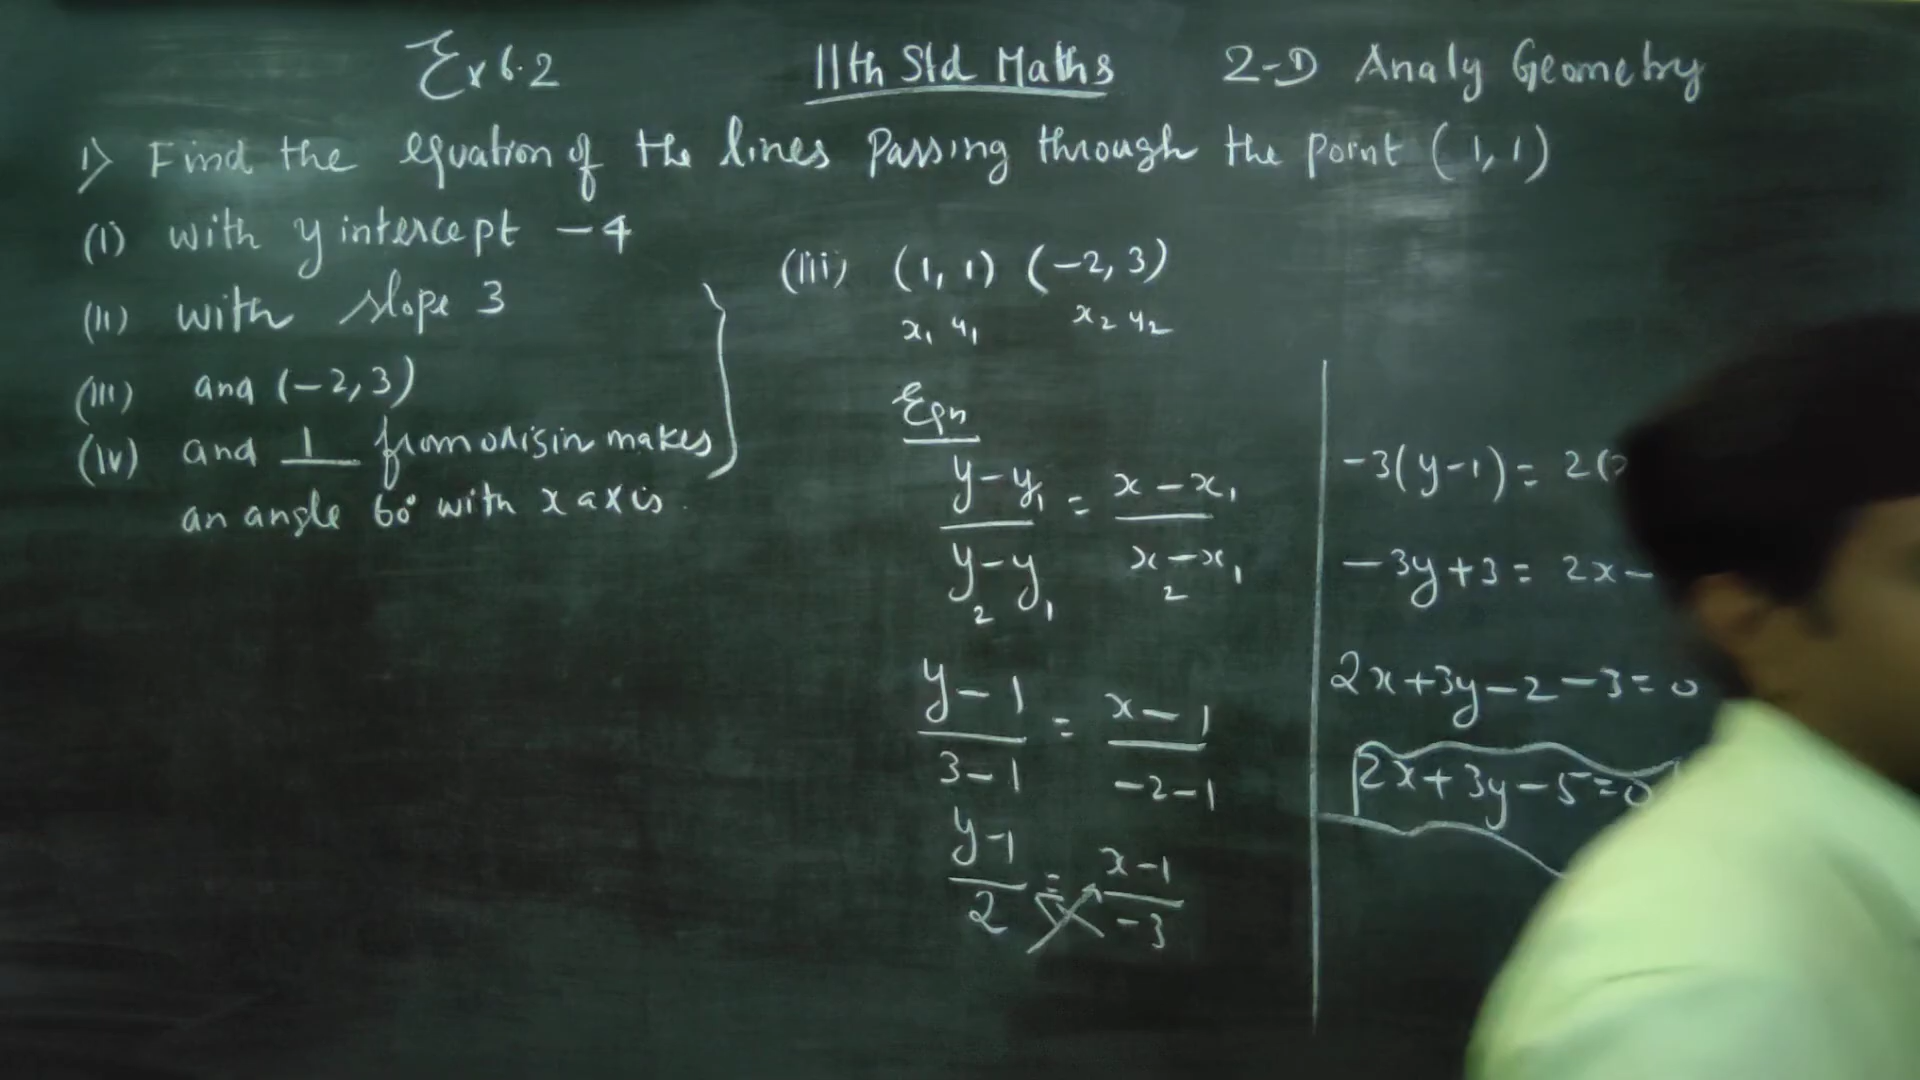 Ex 6.2 11th Std Maths 2-D Analy Geometry
1) Find the equation of the lines passing through the point (1, 1)
(i) with y intercept -4
(ii) with slope 3
(iii) and (-2, 3)
(iv) and ⊥ from origin makes
an angle 60° with x axis.
(iii) (1, 1) (-2, 3)
x₁ y₁ x₂ y₂
Eqn
y-y₁ / y₂-y₁ = x-x₁ / x₂-x₁
y-1 / 3-1 = x-1 / -2-1
y-1 / 2 = x-1 / -3
-3(y-1) = 2(
-3y+3 = 2x-
2x+3y-2-3=0
2x+3y-5=0